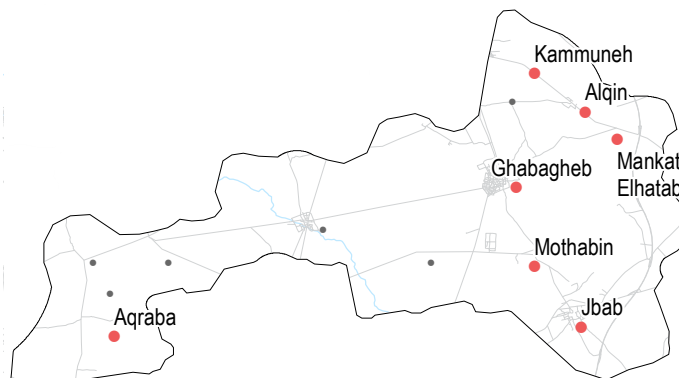 Kammuneh
Alqin
Mankat
Elhatab
Ghabagheb
Mothabin
Jbab
Aqraba